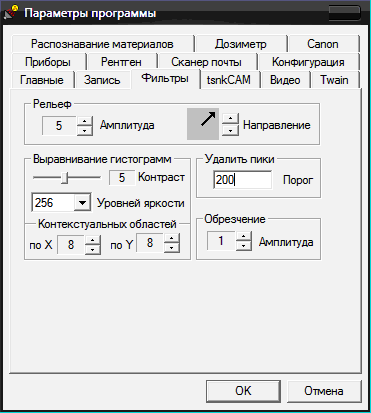 Параметры программы
Распознавание материалов Дозиметр Canon
Приборы Рентген Сканер почты Конфигурация
Главные Запись Фильтры tsnkCAM Видео Twain
Рельеф
5 Амплитуда Направление
Выравнивание гистограмм
5 Контраст
256 Уровней яркости
Контекстуальных областей
по X 8 по Y 8
Удалить пики
200 Порог
Обрезчение
1 Амплитуда
OK Отмена